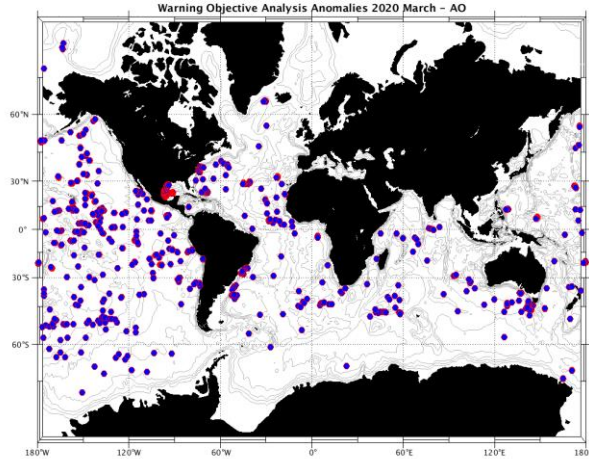 Warning Objective Analysis Anomalies 2020 March - AO
60°N
30°N
0°
30°S
60°S
180°W 120°W 60°W 0° 60°E 120°E 180°W